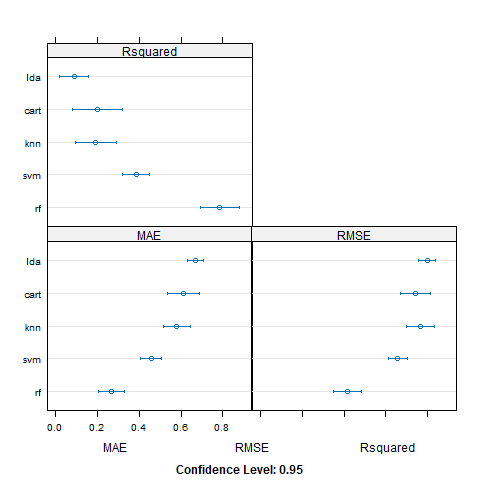 Rsquared
lda
cart
knn
svm
rf
MAE
RMSE
lda
cart
knn
svm
rf
0.0 0.2 0.4 0.6 0.8
MAE RMSE Rsquared
Confidence Level: 0.95